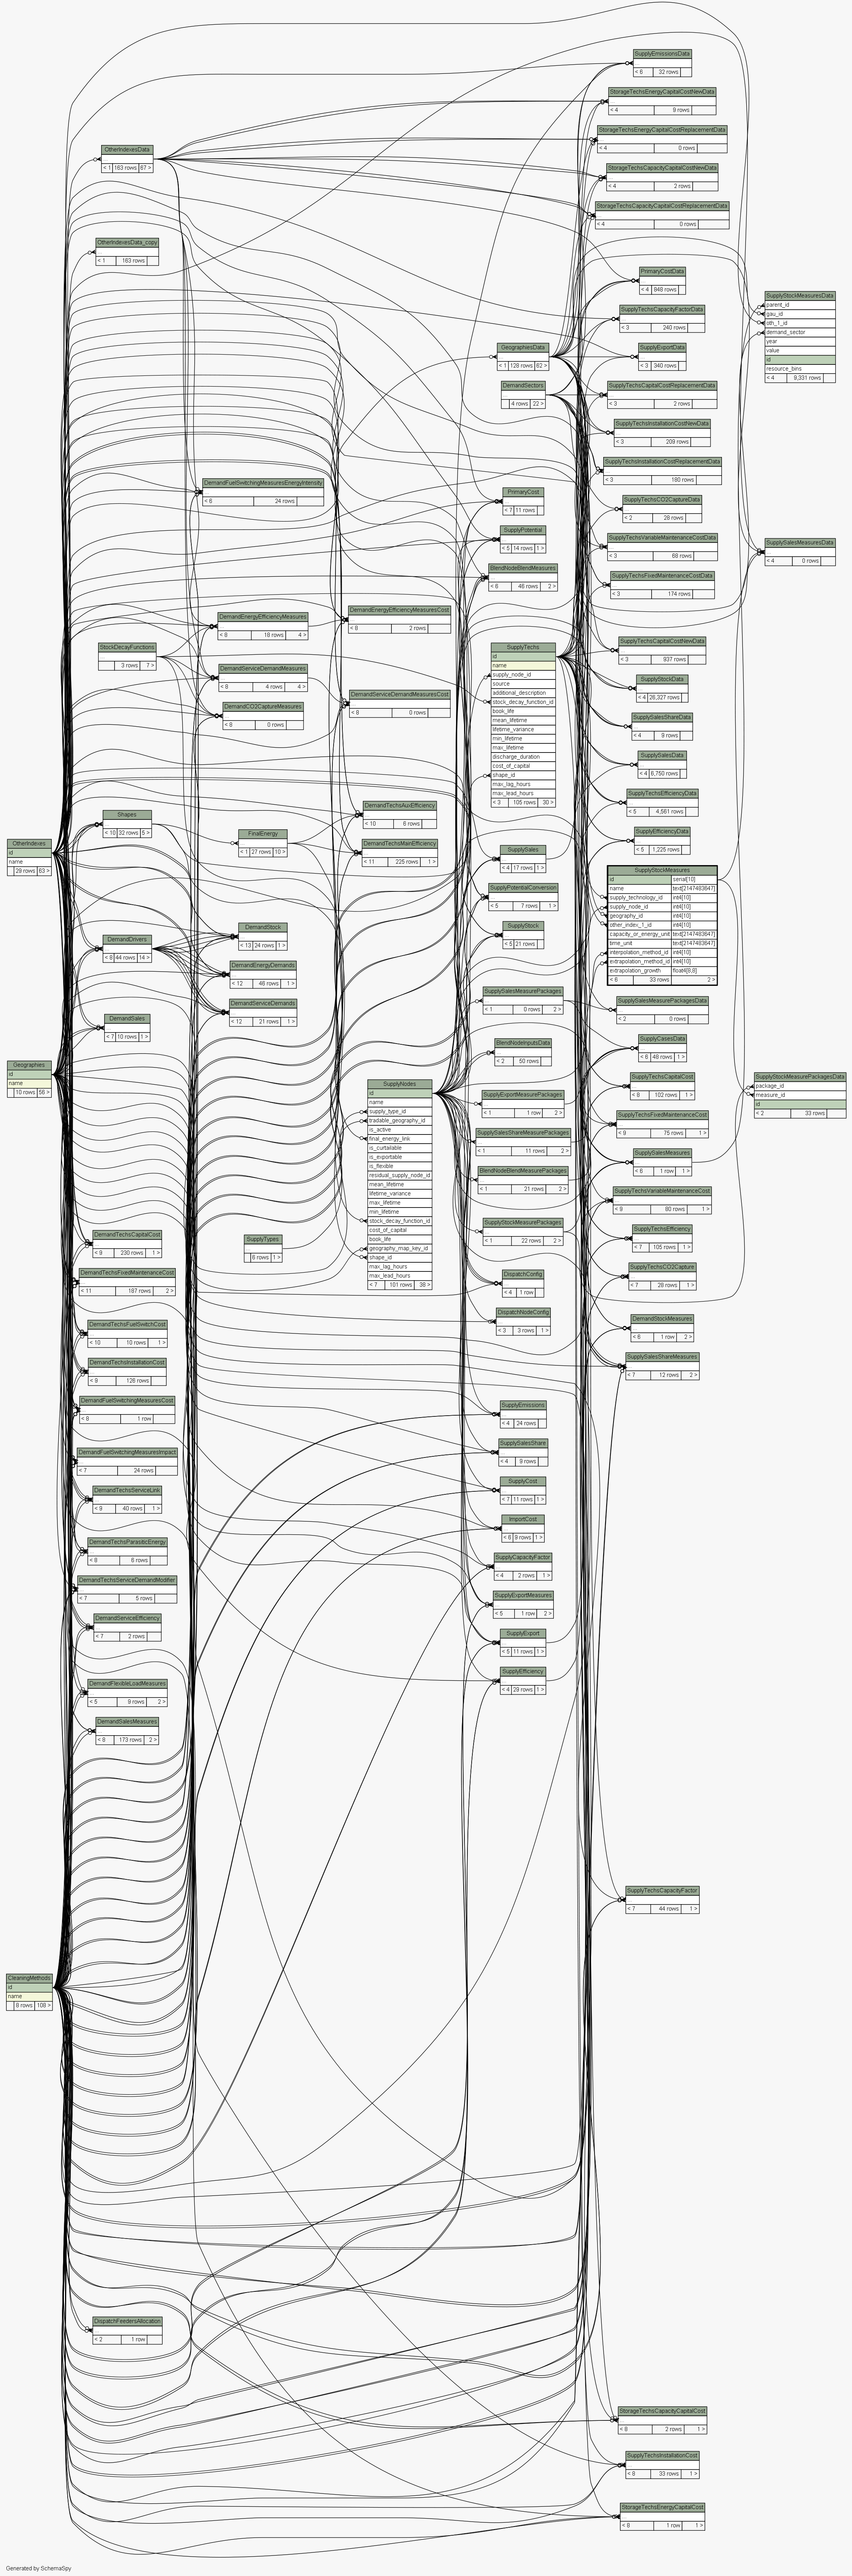 SupplyEmissionsData
< 6 32 rows
StorageTechsEnergyCapitalCostNewData
< 4 9 rows
StorageTechsEnergyCapitalCostReplacementData
< 4 0 rows
OtherIndexesData
< 1 163 rows 67 >
StorageTechsCapacityCapitalCostNewData
< 4 2 rows
StorageTechsCapacityCapitalCostReplacementData
< 4 0 rows
OtherIndexesData_copy
< 1 163 rows
PrimaryCostData
< 4 848 rows
SupplyStockMeasuresData
parent_id
gau_id
oth_1_id
demand_sector
year
value
id
resource_bins
< 4 9,331 rows
SupplyTechsCapacityFactorData
< 3 240 rows
GeographiesData
< 1 128 rows 62 >
SupplyExportData
< 3 340 rows
DemandSectors
4 rows 22 >
SupplyTechsCapitalCostReplacementData
< 3 2 rows
SupplyTechsInstallationCostNewData
< 3 209 rows
SupplyTechsInstallationCostReplacementData
< 3 180 rows
DemandFuelSwitchingMeasuresEnergyIntensity
< 8 24 rows
PrimaryCost
< 7 11 rows
SupplyTechsCO2CaptureData
< 2 28 rows
SupplyPotential
< 5 14 rows 1 >
SupplyTechsVariableMaintenanceCostData
< 3 68 rows
SupplySalesMeasuresData
< 4 0 rows
BlendNodeBlendMeasures
< 6 48 rows 2 >
SupplyTechsFixedMaintenanceCostData
< 3 174 rows
DemandEnergyEfficiencyMeasures
< 8 18 rows 4 >
DemandEnergyEfficiencyMeasuresCost
< 8 2 rows
StockDecayFunctions
3 rows 7 >
SupplyTechs
id
name
supply_node_id
source
additional_description
stock_decay_function_id
book_life
mean_lifetime
lifetime_variance
min_lifetime
max_lifetime
discharge_duration
cost_of_capital
shape_id
max_lag_hours
max_lead_hours
< 3 105 rows 30 >
SupplyTechsCapitalCostNewData
< 3 937 rows
DemandServiceDemandMeasures
< 8 4 rows 4 >
SupplyStockData
< 4 26,327 rows
DemandServiceDemandMeasuresCost
< 8 0 rows
DemandCO2CaptureMeasures
< 8 0 rows
SupplySalesShareData
< 4 9 rows
SupplySalesData
< 4 6,750 rows
SupplyTechsEfficiencyData
< 5 4,561 rows
DemandTechsAuxEfficiency
< 10 6 rows
Shapes
< 10 32 rows 5 >
FinalEnergy
< 1 27 rows 10 >
SupplyEfficiencyData
< 5 1,225 rows
OtherIndexes
id
name
28 rows 63 >
DemandTechsMainEfficiency
< 11 225 rows 1 >
SupplySales
< 4 17 rows 1 >
SupplyStockMeasures
id serial[10]
name text[2147483647]
supply_technology_id int4[10]
supply_node_id int4[10]
geography_id int4[10]
other_index_1_id int4[10]
capacity_or_energy_unit text[2147483647]
time_unit text[2147483647]
interpolation_method_id int4[10]
extrapolation_method_id int4[10]
extrapolation_growth float4[8,8]
< 6 33 rows 2 >
SupplyPotentialConversion
< 5 7 rows 1 >
DemandStock
< 13 24 rows 1 >
SupplyStock
< 5 21 rows
DemandDrivers
< 8 44 rows 14 >
DemandEnergyDemands
< 12 46 rows 1 >
SupplySalesMeasurePackages
< 1 0 rows 2 >
SupplySalesMeasurePackagesData
< 2 0 rows
DemandServiceDemands
< 12 21 rows 1 >
DemandSales
< 7 10 rows 1 >
BlendNodeInputsData
< 2 50 rows
SupplyCasesData
< 6 48 rows 1 >
Geographies
id
name
10 rows 56 >
SupplyNodes
id
name
supply_type_id
tradable_geography_id
is_active
final_energy_link
is_curtailable
is_exportable
is_flexible
residual_supply_node_id
mean_lifetime
lifetime_variance
max_lifetime
min_lifetime
stock_decay_function_id
cost_of_capital
book_life
geography_map_key_id
shape_id
max_lag_hours
max_lead_hours
< 7 101 rows 38 >
SupplyTechsCapitalCost
< 8 102 rows 1 >
SupplyStockMeasurePackagesData
package_id
measure_id
id
< 2 33 rows
SupplyExportMeasurePackages
< 1 1 row 2 >
SupplyTechsFixedMaintenanceCost
< 9 75 rows 1 >
SupplySalesShareMeasurePackages
< 1 11 rows 2 >
SupplySalesMeasures
< 6 1 row 1 >
BlendNodeBlendMeasurePackages
< 1 21 rows 2 >
SupplyTechsVariableMaintenanceCost
< 9 80 rows 1 >
SupplyStockMeasurePackages
< 1 22 rows 2 >
SupplyTechsEfficiency
< 7 105 rows 1 >
DemandTechsCapitalCost
< 9 230 rows 1 >
SupplyTypes
6 rows 1 >
SupplyTechsCO2Capture
< 7 28 rows 1 >
DemandTechsFixedMaintenanceCost
< 11 187 rows 2 >
DispatchConfig
< 4 1 row
DispatchNodeConfig
< 3 3 rows 1 >
DemandStockMeasures
< 6 1 row 2 >
DemandTechsFuelSwitchCost
< 10 10 rows 1 >
SupplySalesShareMeasures
< 7 12 rows 2 >
DemandTechsInstallationCost
< 8 126 rows
DemandFuelSwitchingMeasuresCost
< 8 1 row
SupplyEmissions
< 4 24 rows
DemandFuelSwitchingMeasuresImpact
< 7 24 rows
SupplySalesShare
< 4 9 rows
DemandTechsServiceLink
< 9 40 rows 1 >
SupplyCost
< 7 11 rows 1 >
ImportCost
< 6 9 rows 1 >
DemandTechsParasiticEnergy
< 8 6 rows
SupplyCapacityFactor
< 4 2 rows 1 >
DemandTechsServiceDemandModifier
< 7 5 rows
SupplyExportMeasures
< 5 1 row 2 >
DemandServiceEfficiency
< 7 2 rows
SupplyExport
< 5 11 rows 1 >
SupplyEfficiency
< 4 29 rows 1 >
DemandFlexibleLoadMeasures
< 5 9 rows 2 >
DemandSalesMeasures
< 8 173 rows 2 >
SupplyTechsCapacityFactor
< 7 44 rows 1 >
CleaningMethods
id
name
8 rows 108 >
DispatchFeedersAllocation
< 2 1 row
StorageTechsCapacityCapitalCost
< 8 2 rows 1 >
SupplyTechsInstallationCost
< 8 33 rows 1 >
StorageTechsEnergyCapitalCost
< 8 1 row 1 >
Generated by SchemaSpy